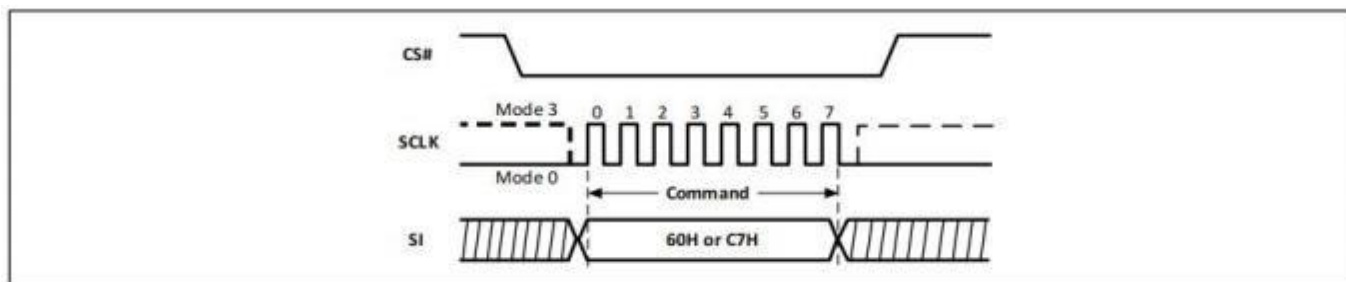 CS#
Mode 3
0 1 2 3 4 5 6 7
SCLK
Mode 0
Command
SI
60H or C7H